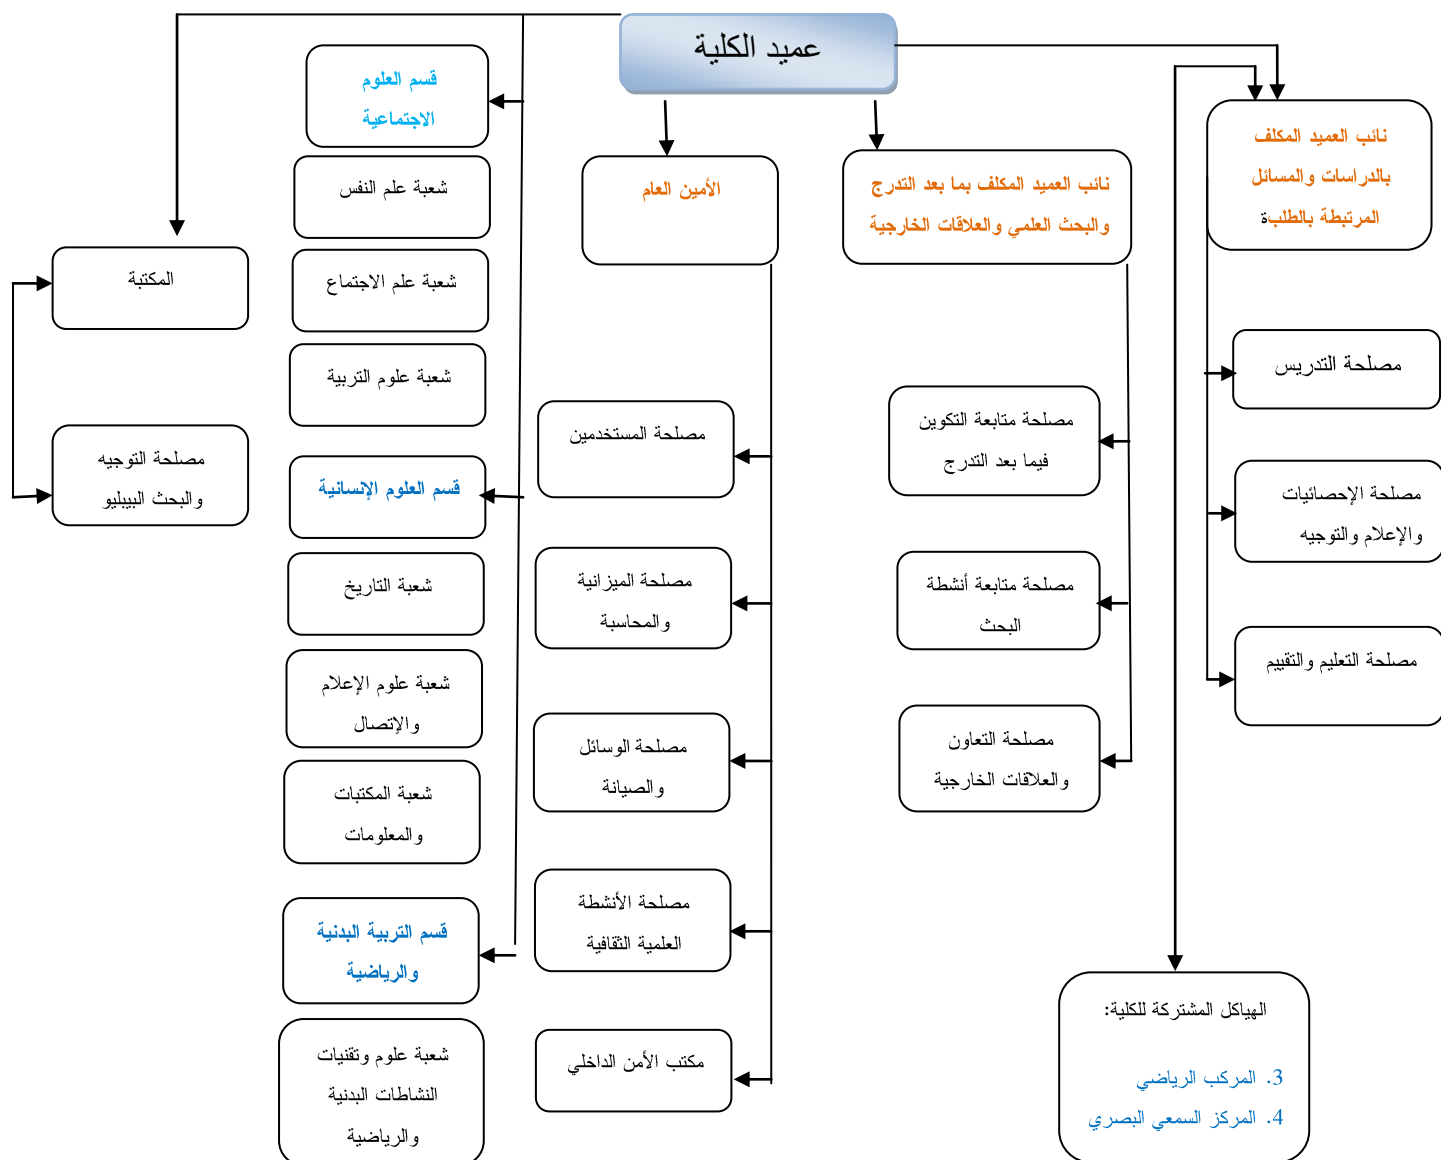 عميد الكلية
نائب العميد المكلف
بالدراسات والمسائل
المرتبطة بالطلبةة
مصلحة التدريس
مصلحة الإحصائيات
والإعلام والتوجيه
مصلحة التعليم والتقييم
نائب العميد المكلف بما بعد التدرج
والبحث العلمي والعلاقات الخارجية
مصلحة متابعة التكوين
فيما بعد التدرج
مصلحة متابعة أنشطة
البحث
مصلحة التعاون
والعلاقات الخارجية
الهياكل المشتركة للكلية:
3. المركب الرياضي
4. المركز السمعي البصري
الأمين العام
مصلحة المستخدمين
مصلحة الميزانية
والمحاسبة
مصلحة الوسائل
والصيانة
مصلحة الأنشطة
العلمية الثقافية
مكتب الأمن الداخلي
قسم العلوم
الاجتماعية
شعبة علم النفس
شعبة علم الاجتماع
شعبة علوم التربية
قسم العلوم الإنسانية
شعبة التاريخ
شعبة علوم الإعلام
والإتصال
شعبة المكتبات
والمعلومات
قسم التربية البدنية
والرياضية
شعبة علوم وتقنيات
النشاطات البدنية
والرياضية
المكتبة
مصلحة التوجيه
والبحث البيبليو